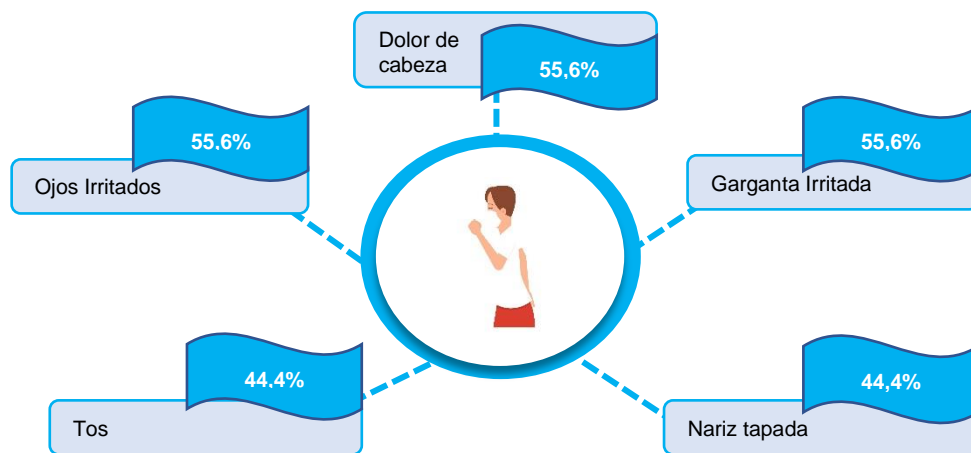 Dolor de
cabeza
55,6%
55,6%
Ojos Irritados
55,6%
Garganta Irritada
44,4%
Tos
44,4%
Nariz tapada